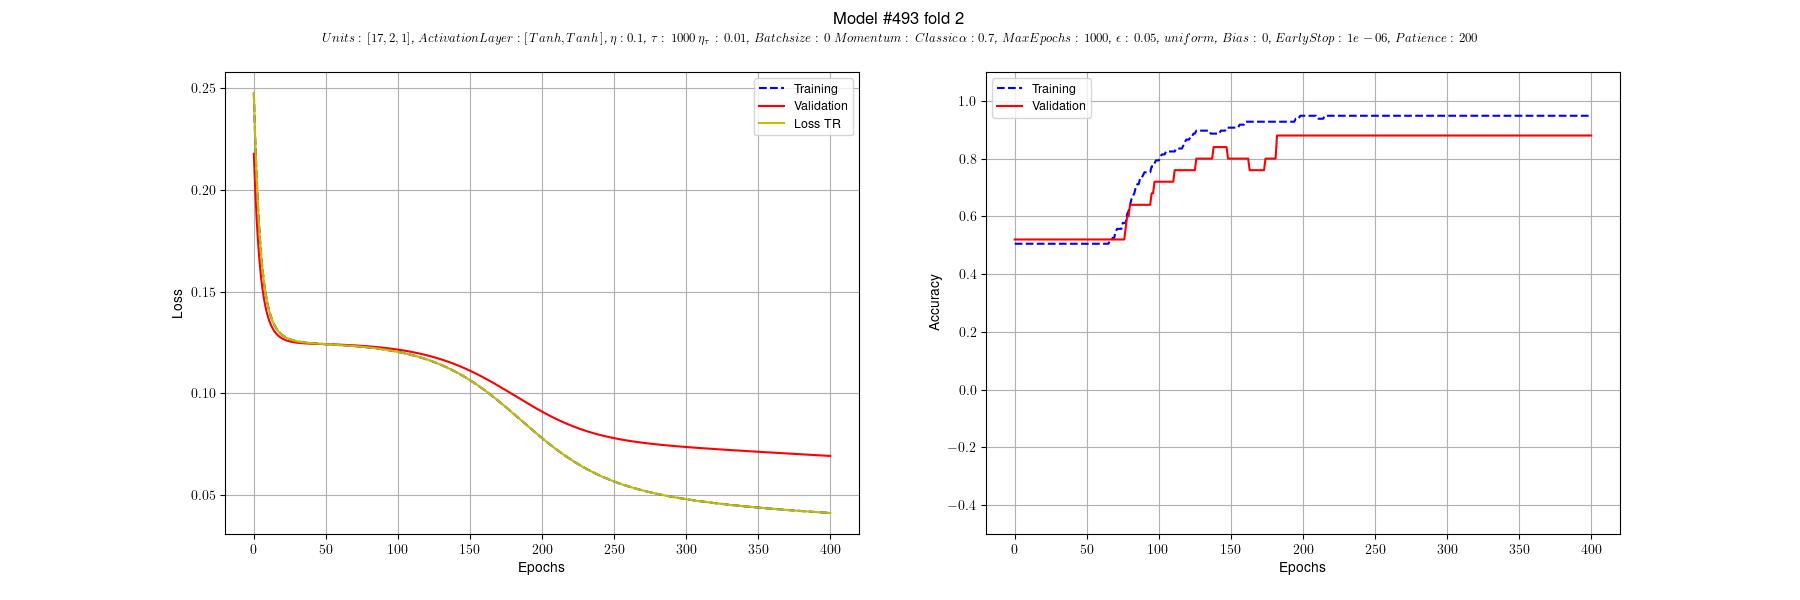 Model #493 fold 2
Units : [17, 2, 1], ActivationLayer : [Tanh, Tanh], η : 0.1, τ : 1000 ητ : 0.01, Batchsize : 0 Momentum : Classicα : 0.7, MaxEpochs : 1000, ϵ : 0.05, uniform, Bias : 0, EarlyStop : 1e − 06, Patience : 200
Training
Validation
Loss TR
0.25
0.20
0.15
0.10
0.05
Loss
0 50 100 150 200 250 300 350 400
Epochs
Training
Validation
1.0
0.8
0.6
0.4
0.2
0.0
−0.2
−0.4
Accuracy
0 50 100 150 200 250 300 350 400
Epochs